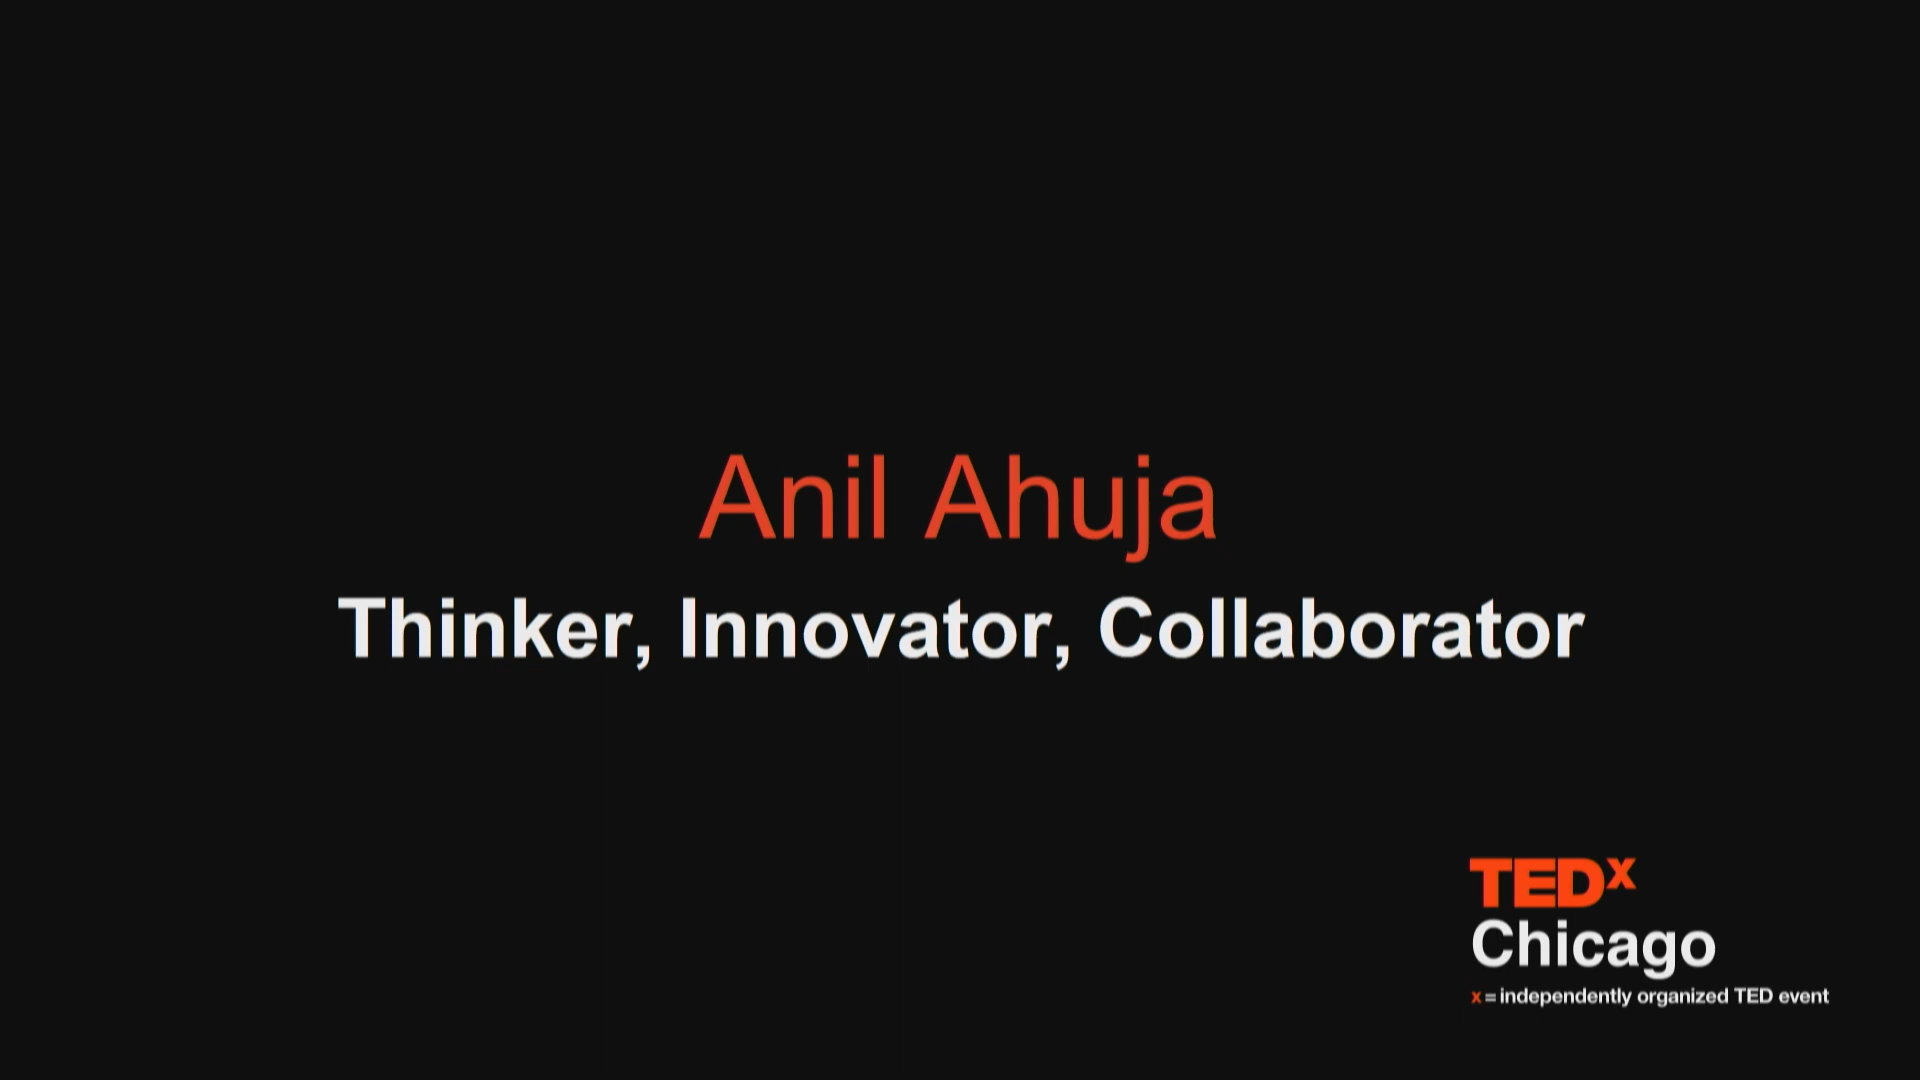 Anil Ahuja
Thinker, Innovator, Collaborator
TEDx
Chicago
x = independently organized TED event